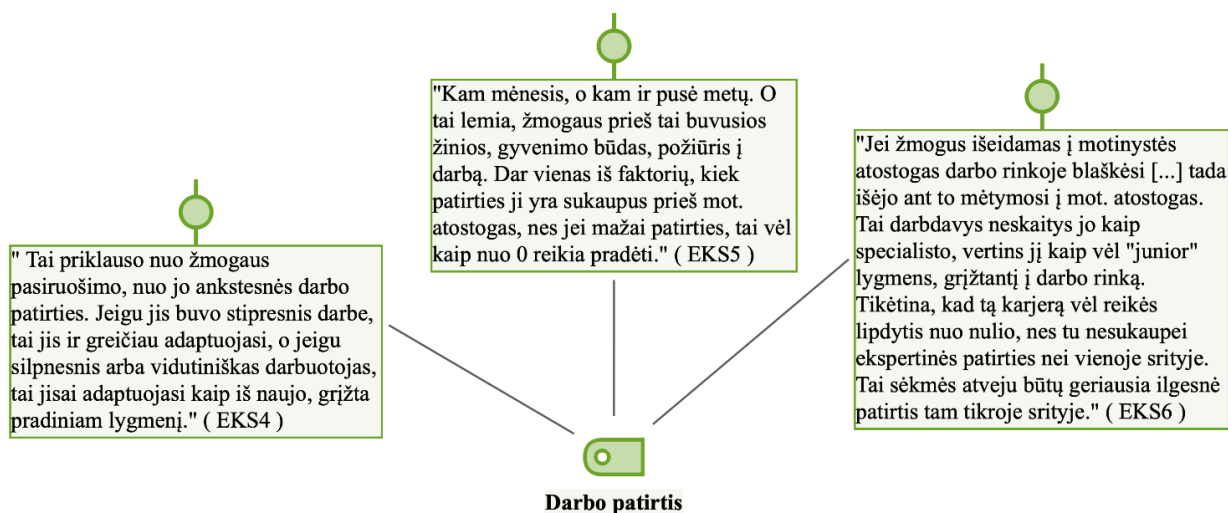 "Kam mėnesis, o kam ir pusė metų. O
tai lemia, žmogaus prieš tai buvusios
žinios, gyvenimo būdas, požiūris į
darbą. Dar vienas iš faktorių, kiek
patirties ji yra sukaupus prieš mot.
atostogas, nes jei mažai patirties, tai vėl
kaip nuo 0 reikia pradėti." ( EKS5 )
"Jei žmogus išeidamas į motinystės
atostogas darbo rinkoje blaškėsi [...] tada
išėjo ant to mėtymosi į mot. atostogas.
Tai darbdavys neskaitys jo kaip
specialisto, vertins jį kaip vėl "junior"
lygmens, grįžtantį į darbo rinką.
Tikėtina, kad tą karjerą vėl reikės
lipdytis nuo nulio, nes tu nesukaupei
ekspertinės patirties nei vienoje srityje.
Tai sėkmės atveju būtų geriausia ilgesnė
patirtis tam tikroje srityje." ( EKS6 )
" Tai priklauso nuo žmogaus
pasiruošimo, nuo jo ankstesnės darbo
patirties. Jeigu jis buvo stipresnis darbe,
tai jis ir greičiau adaptuojasi, o jeigu
silpnesnis arba vidutiniškas darbuotojas,
tai jisai adaptuojasi kaip iš naujo, grįžta
pradiniam lygmenį." ( EKS4 )
Darbo patirtis